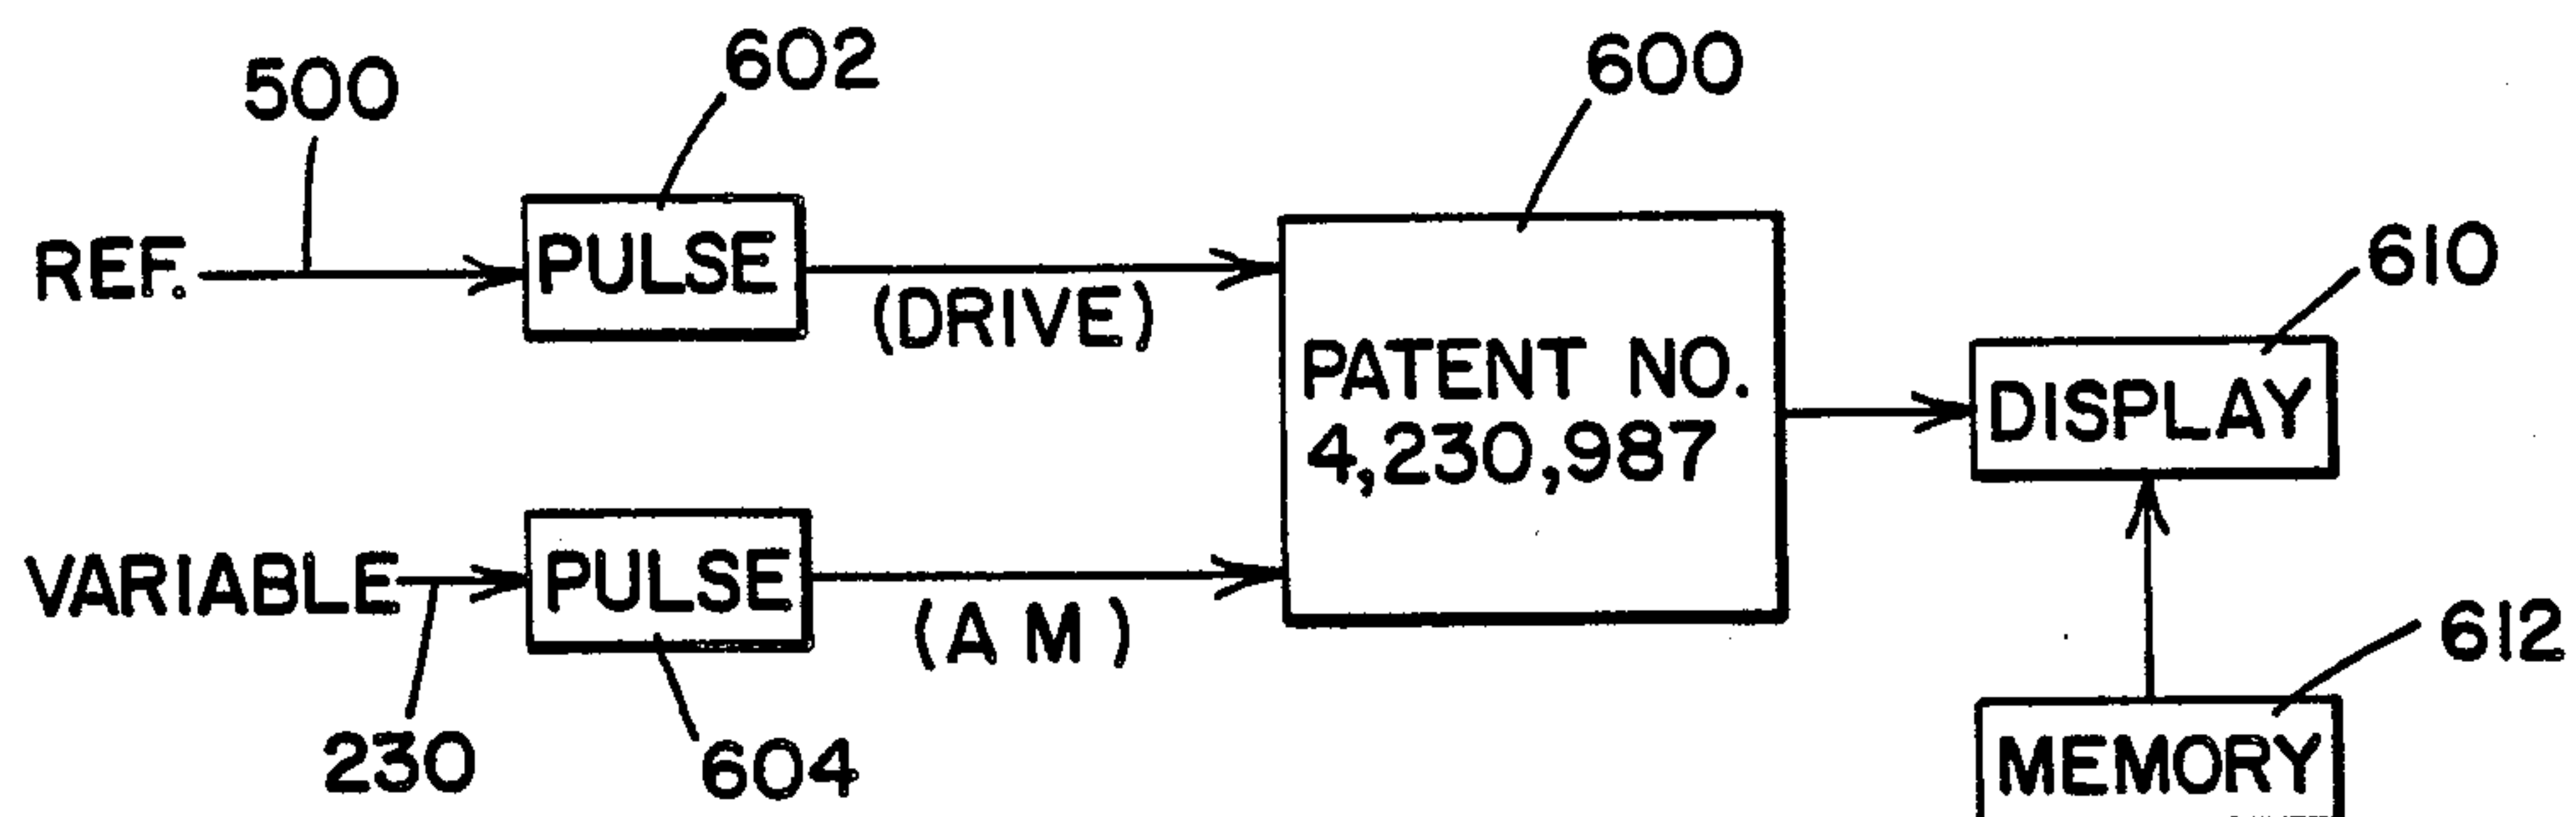 500
602
600
REF.
PULSE
(DRIVE)
610
PATENT NO.
4,230,987
DISPLAY
VARIABLE
PULSE
(AM)
612
230
604
MEMORY